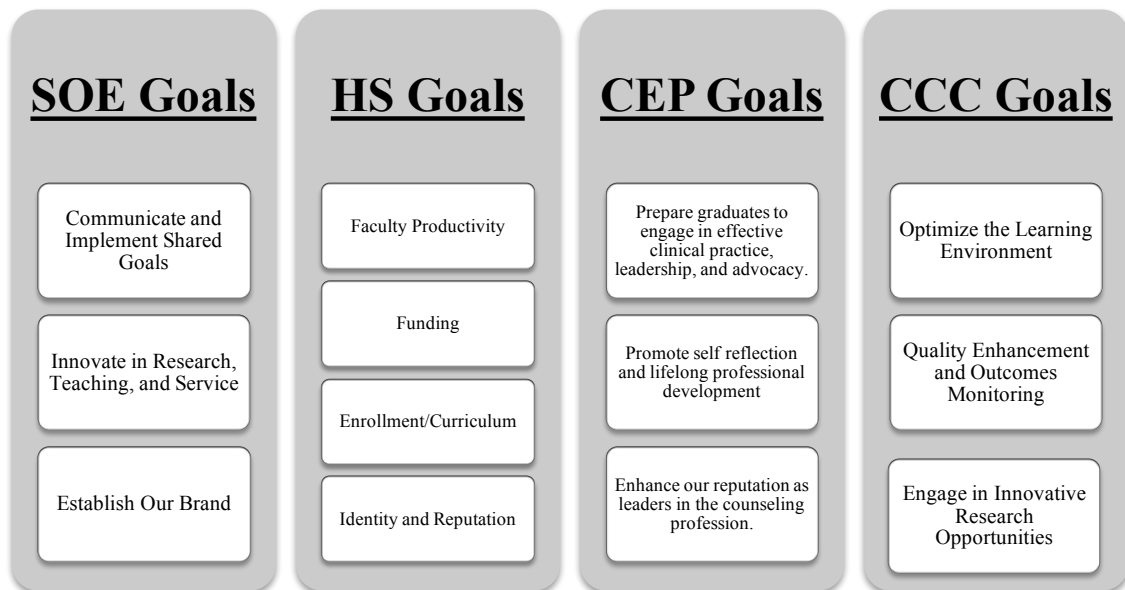 SOE Goals
Communicate and
Implement Shared
Goals
Innovate in Research,
Teaching, and Service
Establish Our Brand
HS Goals
Faculty Productivity
Funding
Enrollment/Curriculum
Identity and Reputation
CEP Goals
Prepare graduates to
engage in effective
clinical practice,
leadership, and advocacy.
Promote self reflection
and lifelong professional
development
Enhance our reputation as
leaders in the counseling
profession.
CCC Goals
Optimize the Learning
Environment
Quality Enhancement
and Outcomes
Monitoring
Engage in Innovative
Research
Opportunities